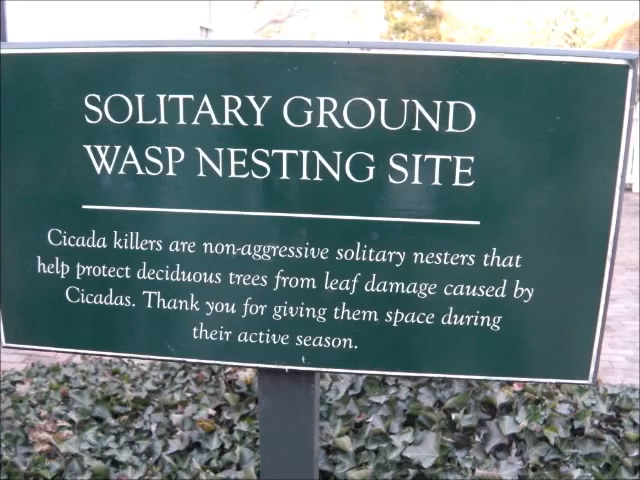 SOLITARY GROUND
WASP NESTING SITE
Cicada killers are non-aggressive solitary nesters that
help protect deciduous trees from leaf damage caused by
Cicadas. Thank you for giving them space during
their active season.